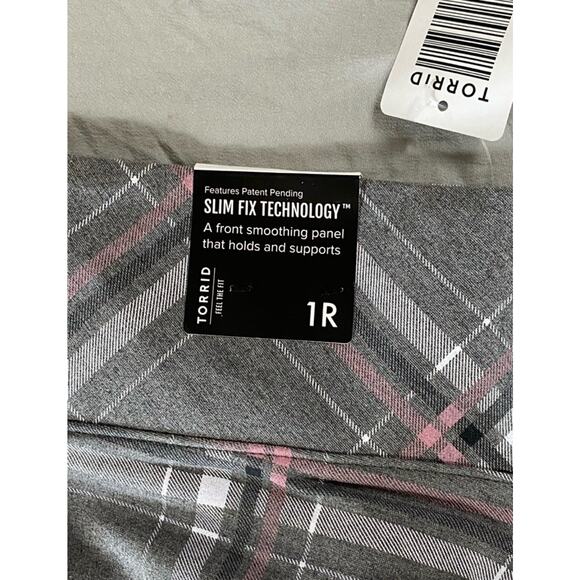 TORRID
Features Patent Pending
SLIM FIX TECHNOLOGY™
A front smoothing panel
that holds and supports
TORRID
FEEL THE FIT.
1R